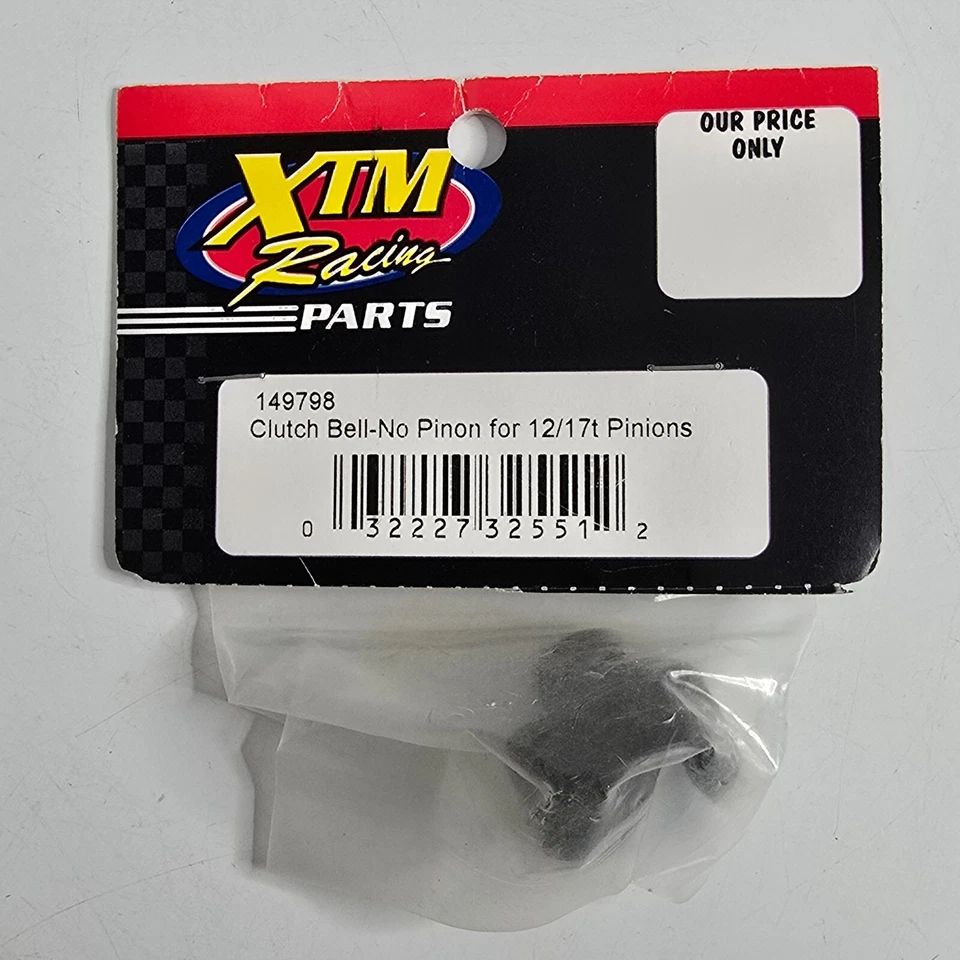 OUR PRICE
ONLY
XTM
Racing
PARTS
149798
Clutch Bell-No Pinon for 12/17t Pinions
0 32227 32551 2